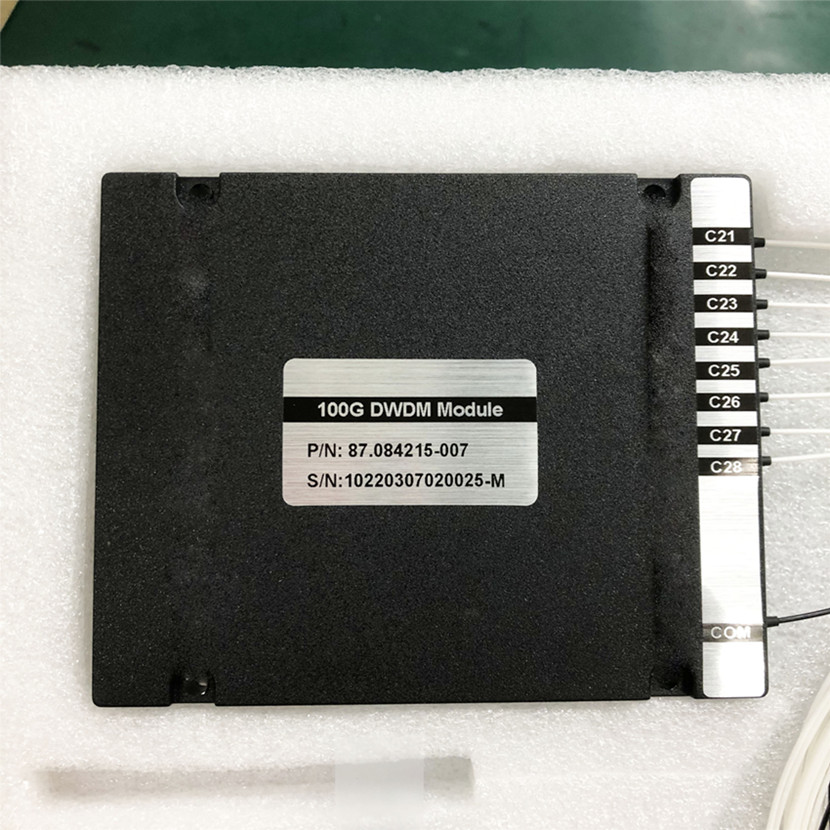 100G DWDM Module
P/N: 87.084215-007
S/N:10220307020025-M
C21
C22
C23
C24
C25
C26
C27
C28
COM